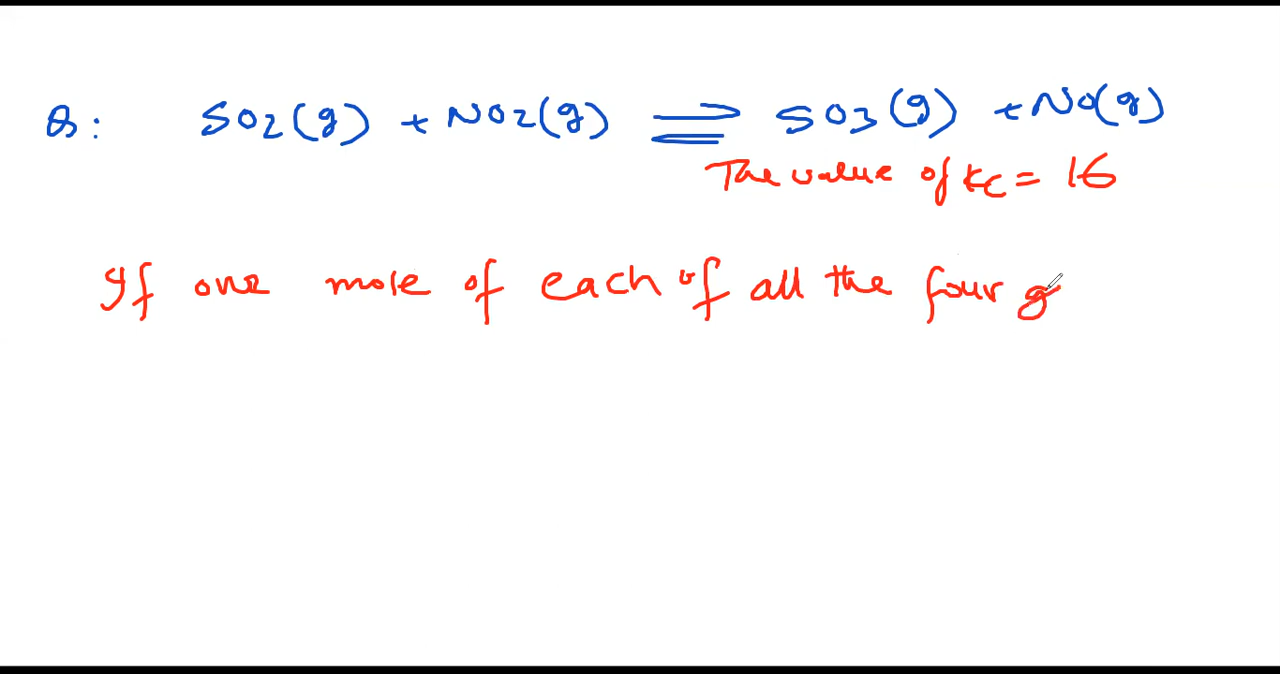 Q: SO2(g) + NO2(g) ⇌ SO3(g) + NO(g)
The value of KC = 16
If one mole of each of all the four g